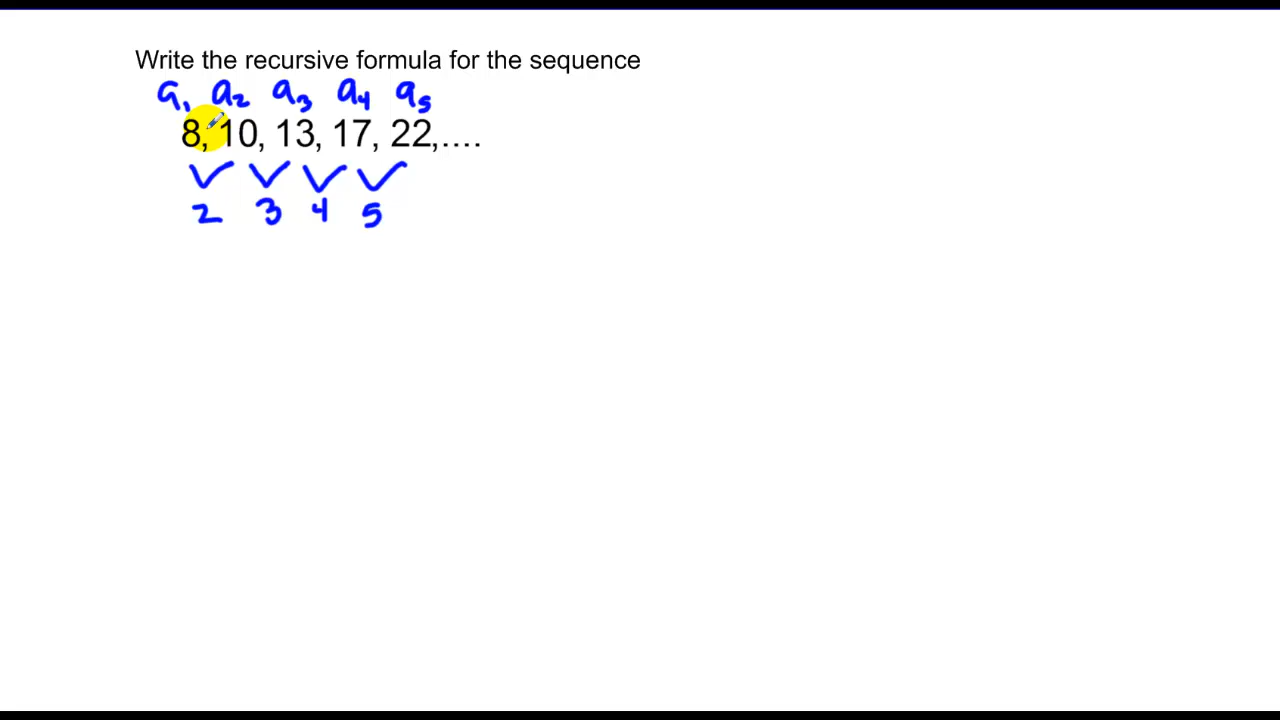 Write the recursive formula for the sequence
a₁ a₂ a₃ a₄ a₅
8, 10, 13, 17, 22,....
2 3 4 5